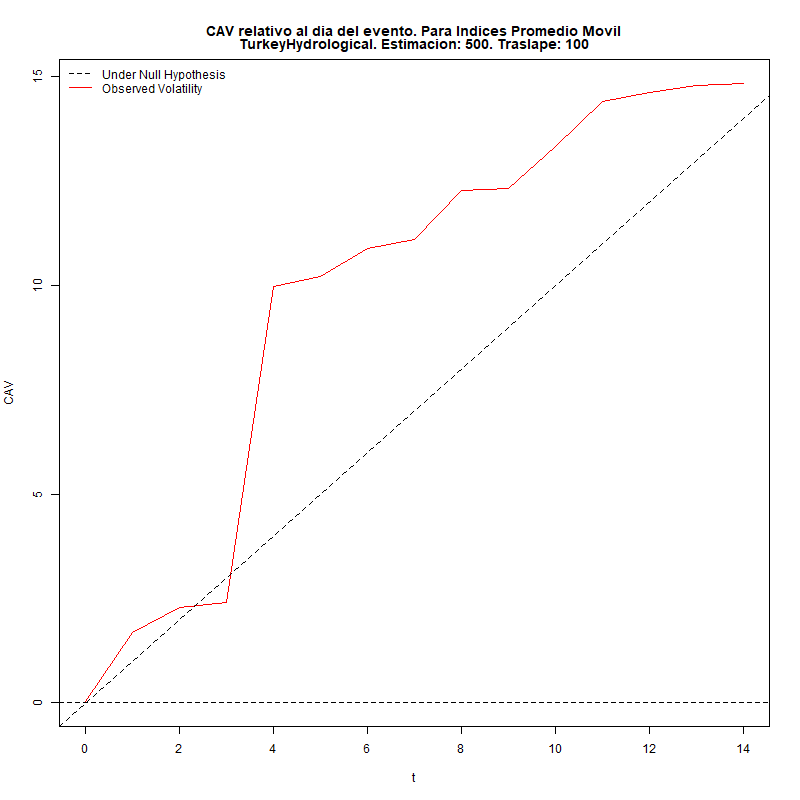 CAV relativo al dia del evento. Para Indices Promedio Movil
TurkeyHydrological. Estimacion: 500. Traslape: 100
Under Null Hypothesis
Observed Volatility
15
10
5
0
CAV
0 2 4 6 8 10 12 14
t